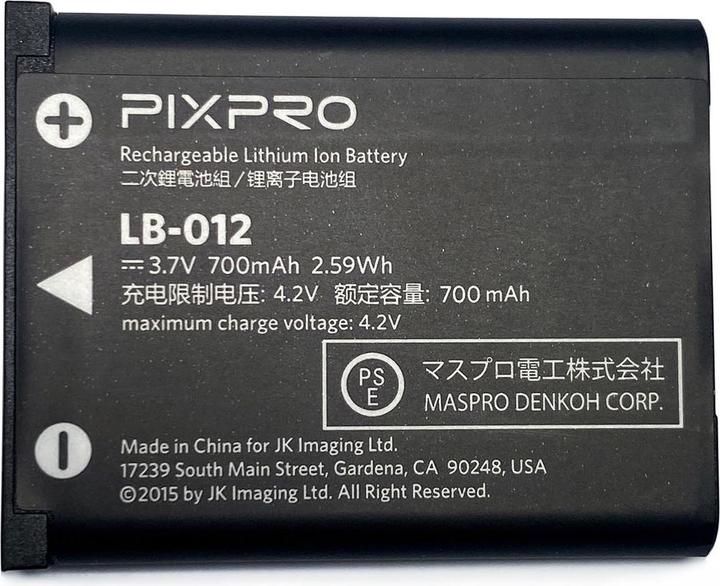 PIXPRO
Rechargeable Lithium Ion Battery
二次鋰電池組/锂离子电池组
LB-012
⎓3.7V 700mAh 2.59Wh
充电限制电压: 4.2V 额定容量: 700 mAh
maximum charge voltage: 4.2V
PS
E
マスプロ電工株式会社
MASPRO DENKOH CORP.
Made in China for JK Imaging Ltd.
17239 South Main Street, Gardena, CA 90248, USA
©2015 by JK Imaging Ltd. All Right Reserved.